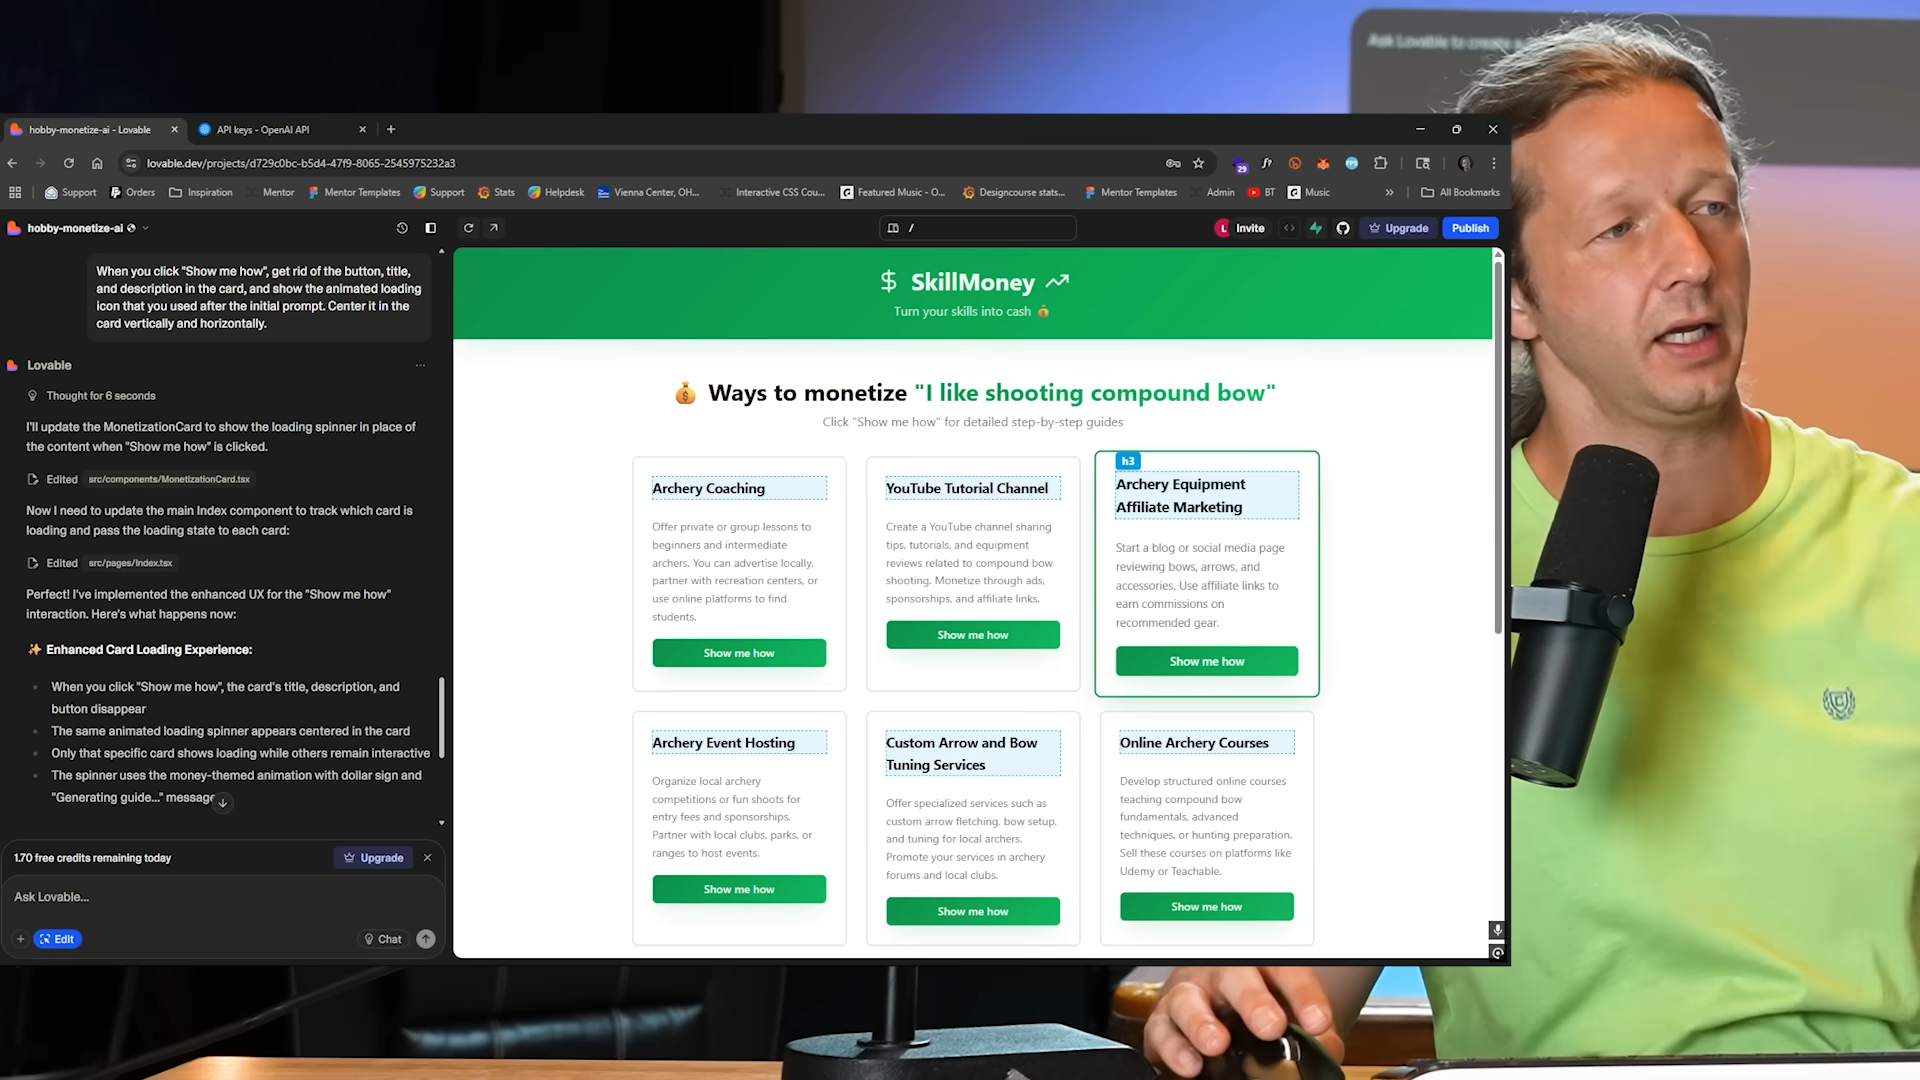 Ask Lovable to create a
hobby-monetize-ai - Lovable
API keys - OpenAI API
lovable.dev/projects/d729c0bc-b5d4-47f9-8065-2545975232a3
29
f?
FPS
Support
Orders
Inspiration
Mentor
Mentor Templates
Support
Stats
Helpdesk
Vienna Center, OH...
Interactive CSS Cou...
Featured Music - O...
Designcourse stats...
Mentor Templates
Admin
BT
Music
»
All Bookmarks
hobby-monetize-ai
/
L
Invite
Upgrade
Publish
When you click "Show me how", get rid of the button, title,
and description in the card, and show the animated loading
icon that you used after the initial prompt. Center it in the
card vertically and horizontally.
Lovable
...
Thought for 6 seconds
I'll update the MonetizationCard to show the loading spinner in place of
the content when "Show me how" is clicked.
Edited src/components/MonetizationCard.tsx
Now I need to update the main Index component to track which card is
loading and pass the loading state to each card:
Edited src/pages/Index.tsx
Perfect! I've implemented the enhanced UX for the "Show me how"
interaction. Here's what happens now:
✨ Enhanced Card Loading Experience:
When you click "Show me how", the card's title, description, and
button disappear
The same animated loading spinner appears centered in the card
Only that specific card shows loading while others remain interactive
The spinner uses the money-themed animation with dollar sign and
"Generating guide..." message
1.70 free credits remaining today
Upgrade
Ask Lovable...
Edit
Chat
$ SkillMoney
Turn your skills into cash 💰
💰 Ways to monetize "I like shooting compound bow"
Click "Show me how" for detailed step-by-step guides
Archery Coaching
Offer private or group lessons to
beginners and intermediate
archers. You can advertise locally,
partner with recreation centers, or
use online platforms to find
students.
Show me how
YouTube Tutorial Channel
Create a YouTube channel sharing
tips, tutorials, and equipment
reviews related to compound bow
shooting. Monetize through ads,
sponsorships, and affiliate links.
Show me how
h3
Archery Equipment
Affiliate Marketing
Start a blog or social media page
reviewing bows, arrows, and
accessories. Use affiliate links to
earn commissions on
recommended gear.
Show me how
Archery Event Hosting
Organize local archery
competitions or fun shoots for
entry fees and sponsorships.
Partner with local clubs, parks, or
ranges to host events.
Show me how
Custom Arrow and Bow
Tuning Services
Offer specialized services such as
custom arrow fletching, bow setup,
and tuning for local archers.
Promote your services in archery
forums and local clubs.
Show me how
Online Archery Courses
Develop structured online courses
teaching compound bow
fundamentals, advanced
techniques, or hunting preparation.
Sell these courses on platforms like
Udemy or Teachable.
Show me how